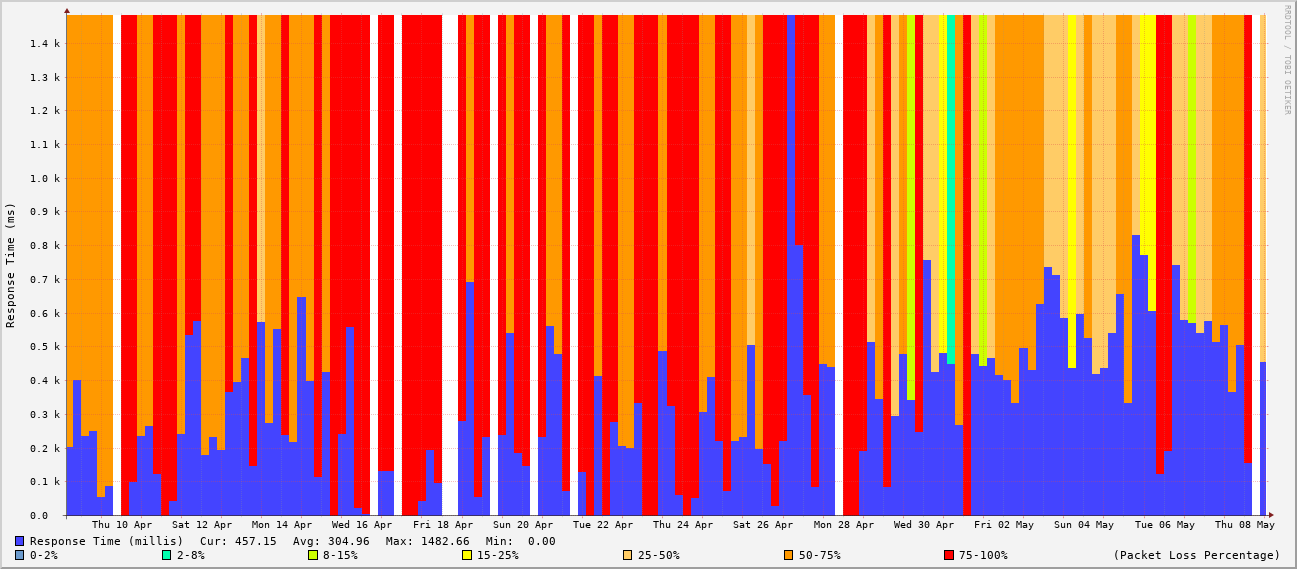 RRDTOOL / TOBI OETIKER
Response Time (ms)
1.4 k
1.3 k
1.2 k
1.1 k
1.0 k
0.9 k
0.8 k
0.7 k
0.6 k
0.5 k
0.4 k
0.3 k
0.2 k
0.1 k
0.0
Thu 10 Apr Sat 12 Apr Mon 14 Apr Wed 16 Apr Fri 18 Apr Sun 20 Apr Tue 22 Apr Thu 24 Apr Sat 26 Apr Mon 28 Apr Wed 30 Apr Fri 02 May Sun 04 May Tue 06 May Thu 08 May
Response Time (millis) Cur: 457.15 Avg: 304.96 Max: 1482.66 Min: 0.00
0-2% 2-8% 8-15% 15-25% 25-50% 50-75% 75-100% (Packet Loss Percentage)